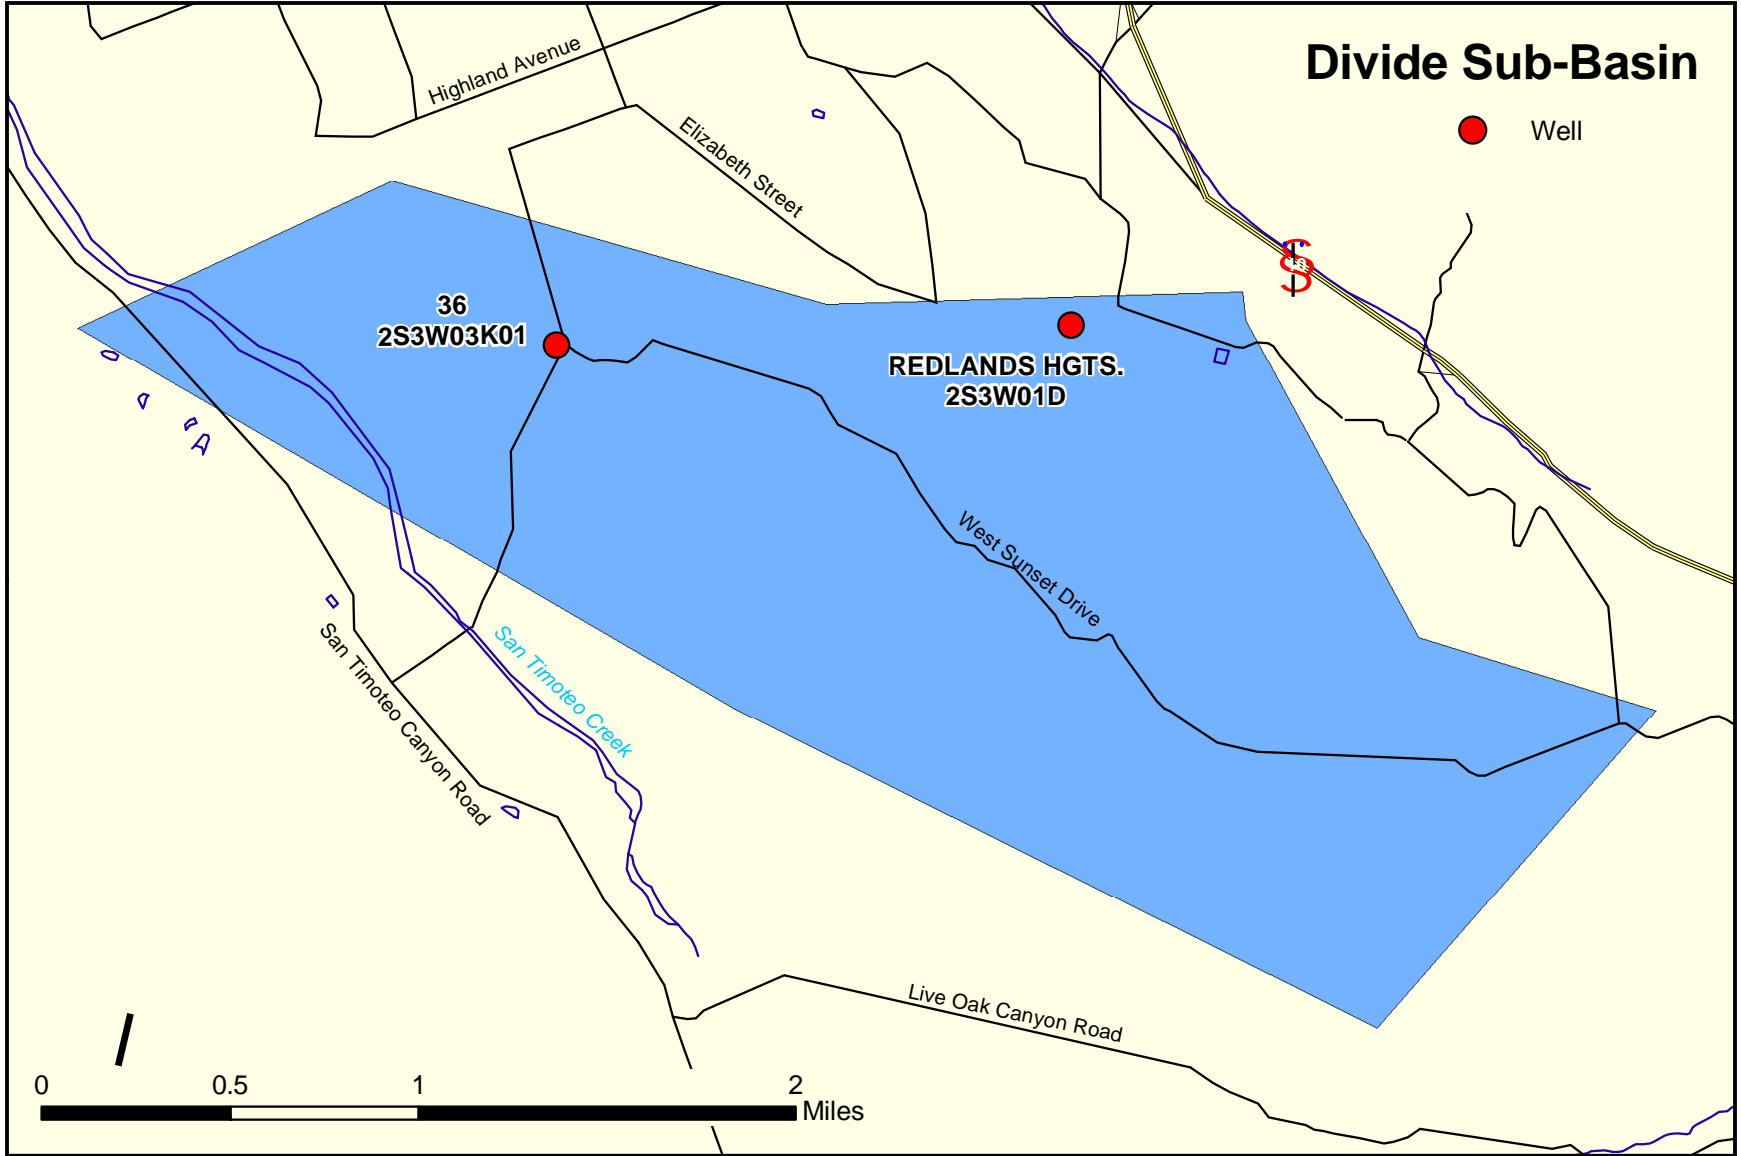 Divide Sub-Basin
Well
Highland Avenue
Elizabeth Street
36
2S3W03K01
REDLANDS HGTS.
2S3W01D
West Sunset Drive
San Timoteo Creek
San Timoteo Canyon Road
Live Oak Canyon Road
0 0.5 1 2
Miles